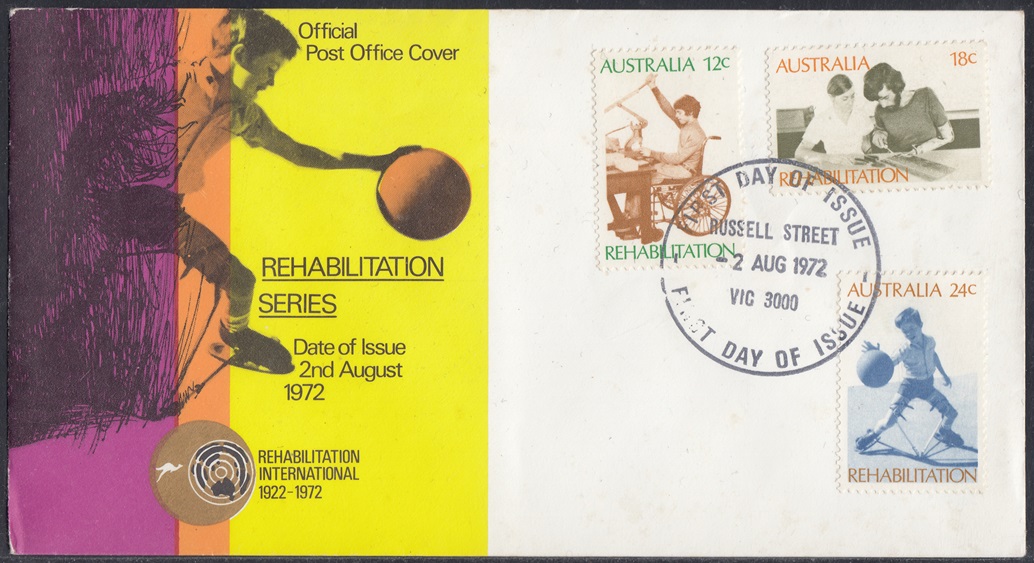 Official
Post Office Cover
REHABILITATION
SERIES
Date of Issue
2nd August
1972
REHABILITATION
INTERNATIONAL
1922-1972
AUSTRALIA 12c
REHABILITATION
AUSTRALIA 18c
REHABILITATION
FIRST DAY OF ISSUE
RUSSELL STREET
-2 AUG 1972
VIC 3000
FIRST DAY OF ISSUE
AUSTRALIA 24c
REHABILITATION